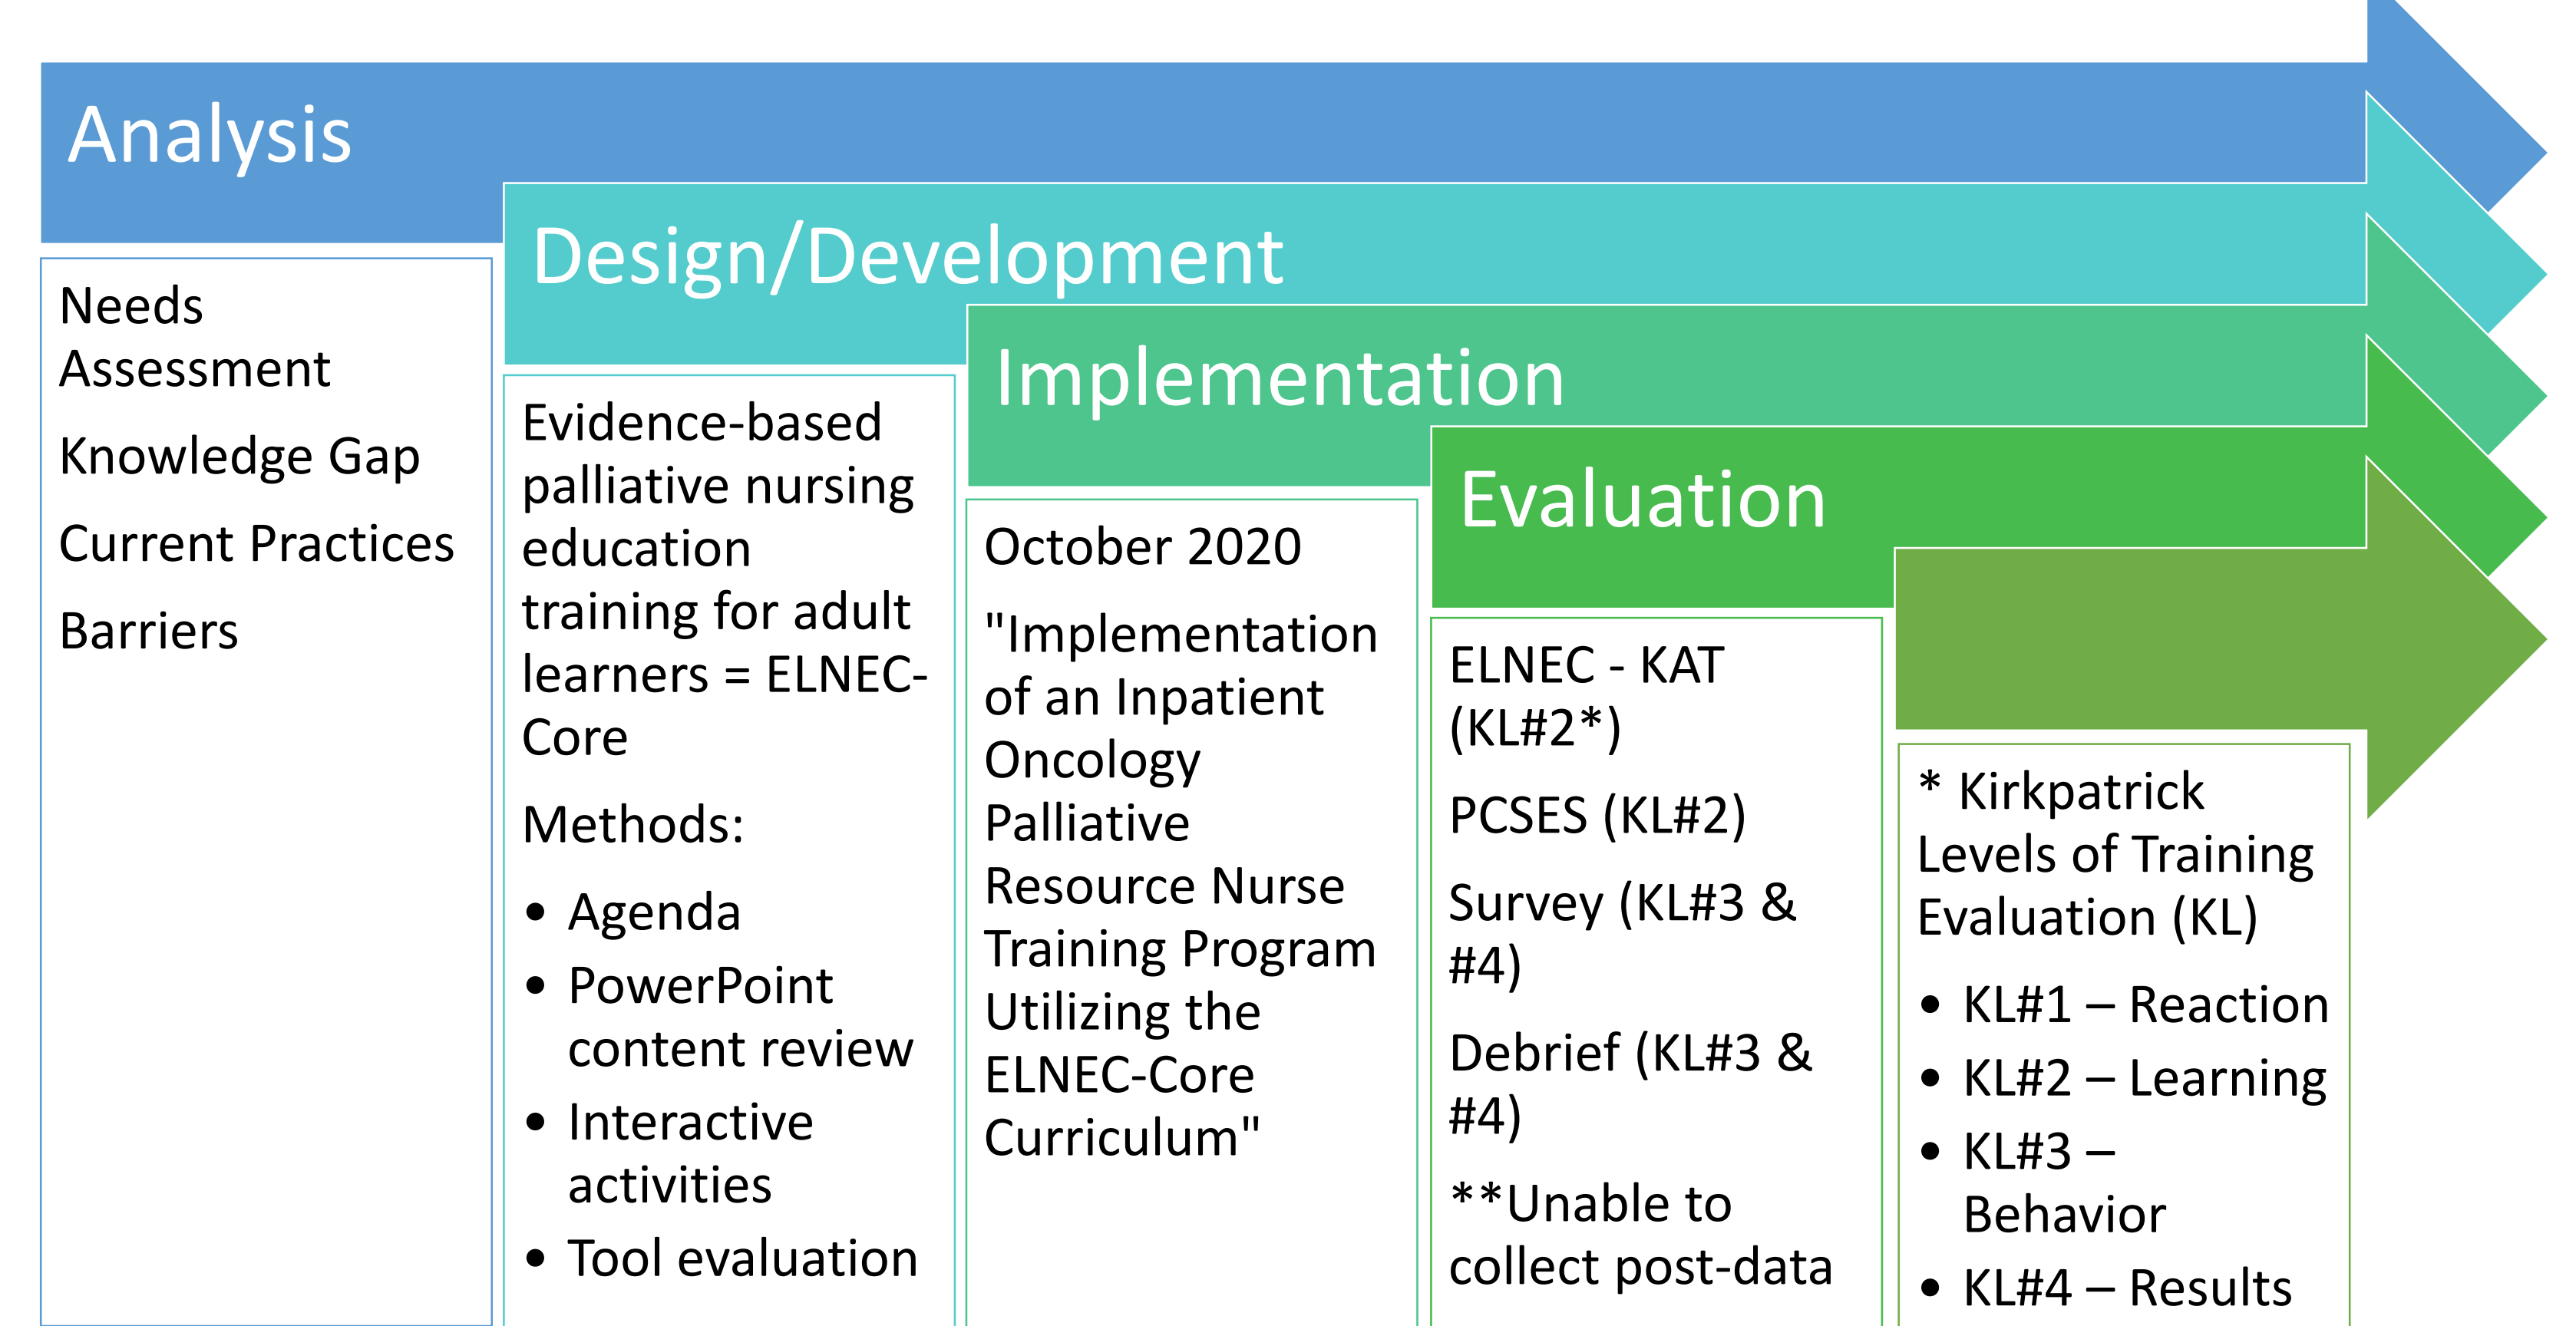 Analysis
Needs
Assessment
Knowledge Gap
Current Practices
Barriers
Design/Development
Evidence-based
palliative nursing
education
training for adult
learners = ELNEC-
Core
Methods:
• Agenda
• PowerPoint
content review
• Interactive
activities
• Tool evaluation
Implementation
October 2020
"Implementation
of an Inpatient
Oncology
Palliative
Resource Nurse
Training Program
Utilizing the
ELNEC-Core
Curriculum"
Evaluation
ELNEC - KAT
(KL#2*)
PCSES (KL#2)
Survey (KL#3 &
#4)
Debrief (KL#3 &
#4)
**Unable to
collect post-data
* Kirkpatrick
Levels of Training
Evaluation (KL)
• KL#1 – Reaction
• KL#2 – Learning
• KL#3 –
Behavior
• KL#4 – Results